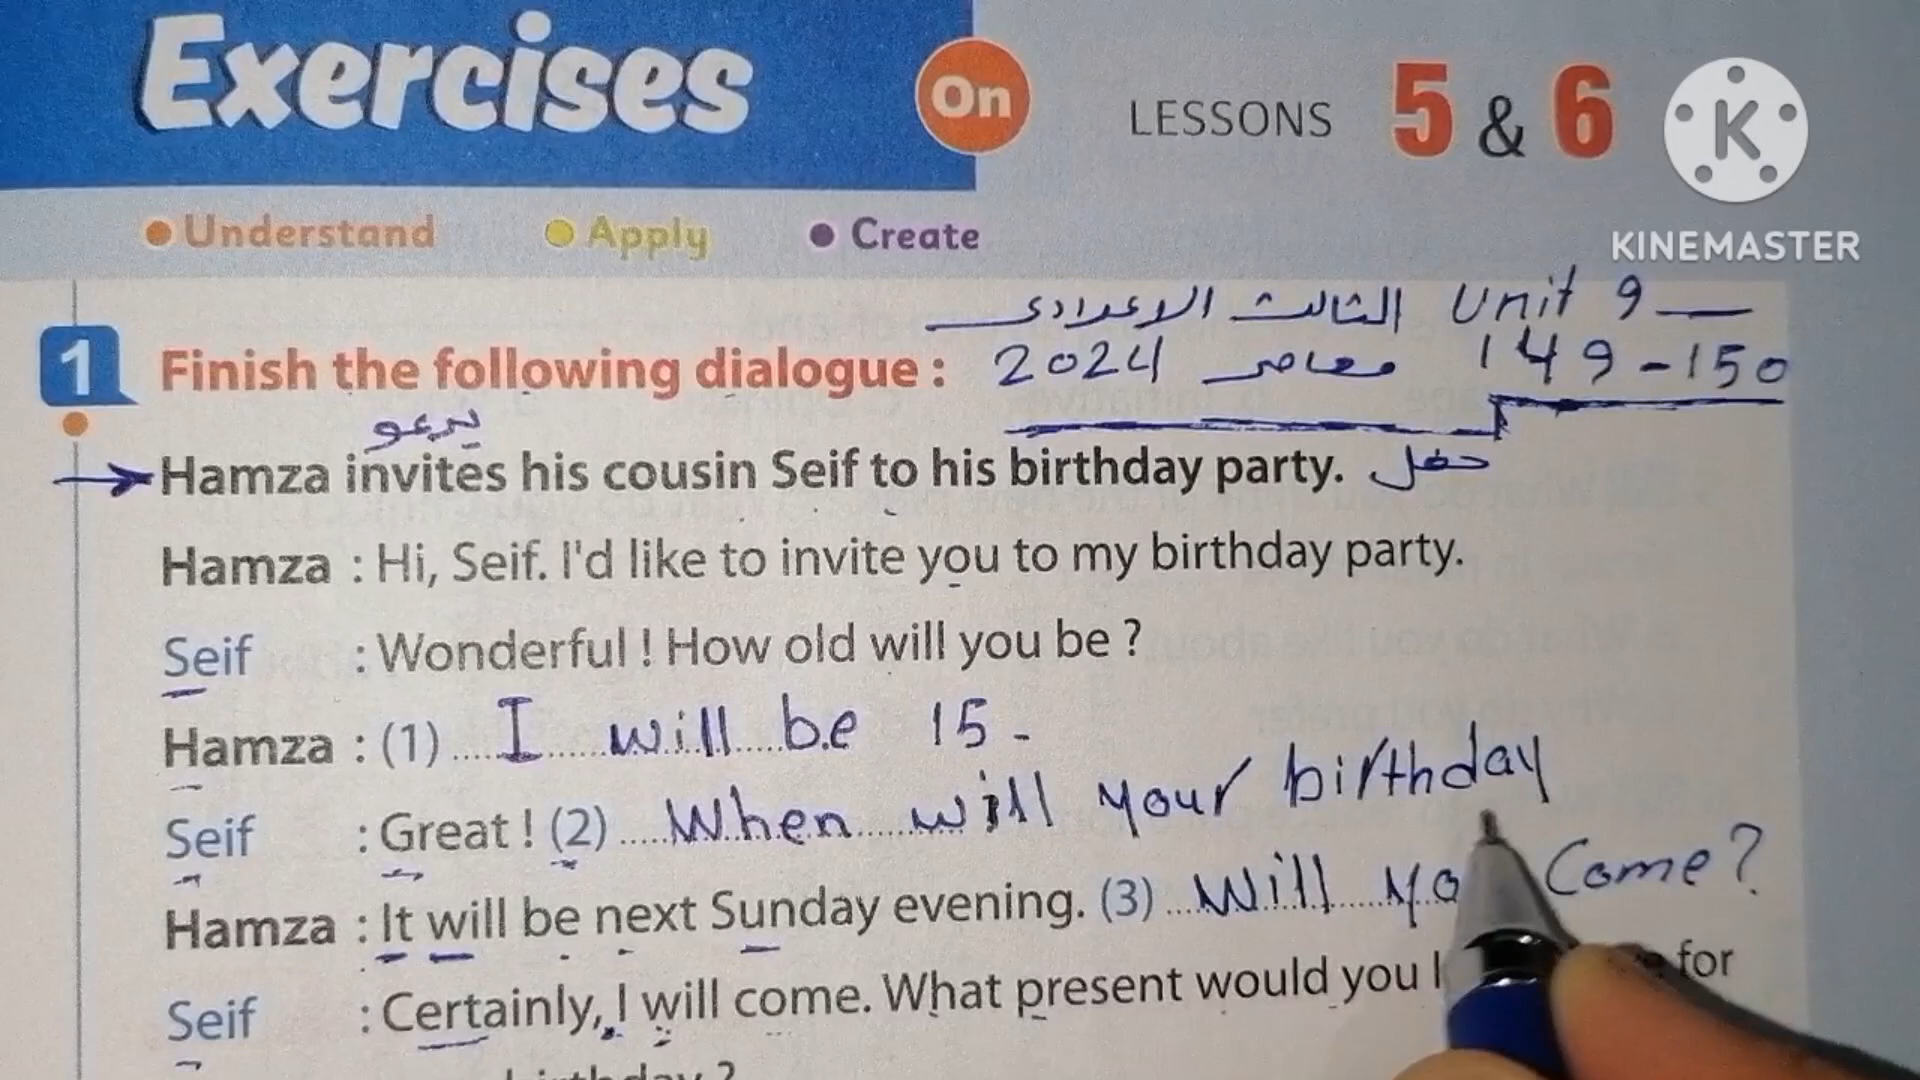 Exercises On LESSONS 5 & 6
KINEMASTER
Understand Apply Create
الثالث الاعدادى Unit 9
1 Finish the following dialogue : 2024 معاصر 149-150
يدعو
Hamza invites his cousin Seif to his birthday party. حفل
Hamza : Hi, Seif. I'd like to invite you to my birthday party.
Seif : Wonderful ! How old will you be ?
Hamza : (1) I will be 15.
Seif : Great ! (2) When will your birthday
Hamza : It will be next Sunday evening. (3) Will yo Come?
Seif : Certainly, I will come. What present would you l for
birthday ?